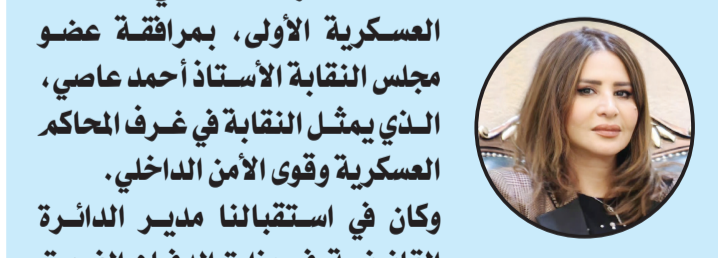 العسكرية الأولى، بمرافقة عضو
مجلس النقابة الأستاذ أحمد عاصي،
الذي يمثل النقابة في غرف المحاكم
العسكرية وقوى الأمن الداخلي.
وكان في استقبالنا مدير الدائرة